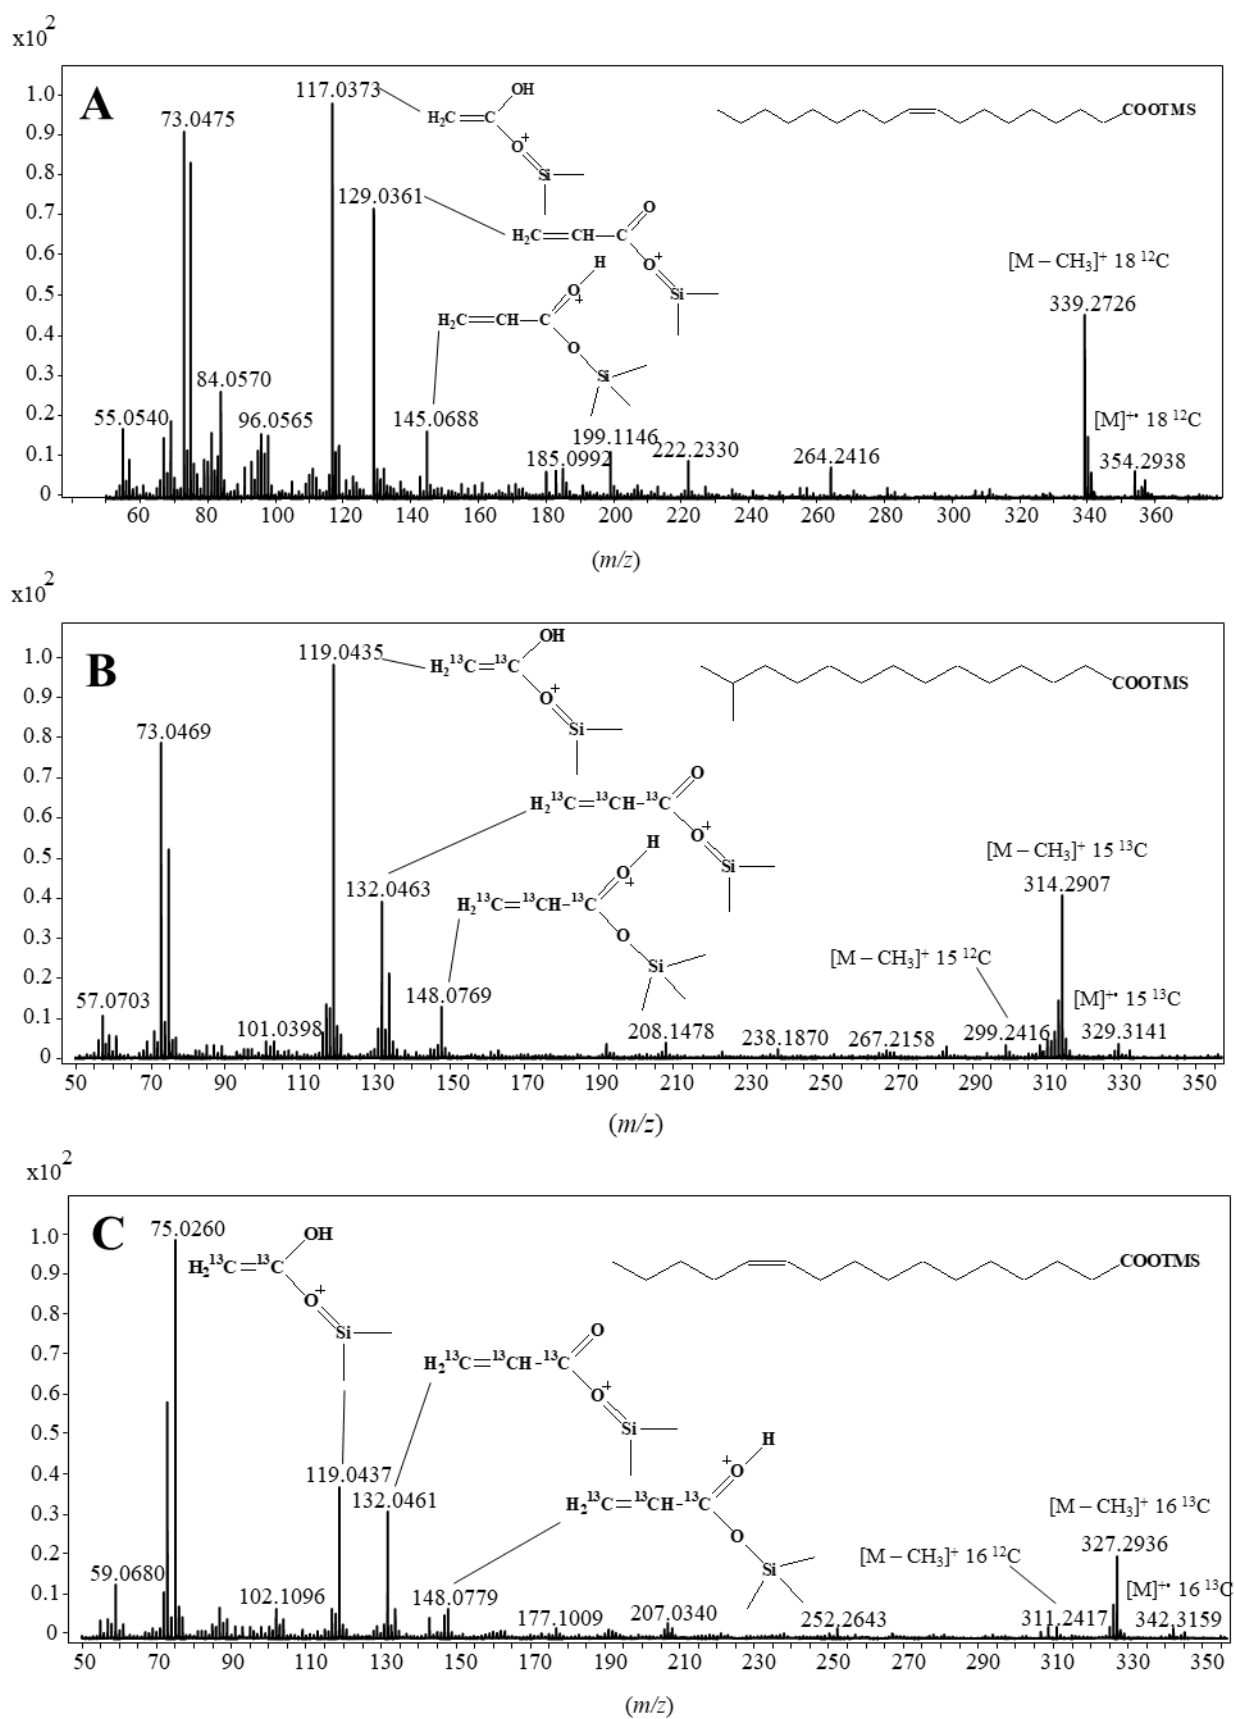 x10²
A
117.0373
OH
H₂C=C
O⁺
Si
COOTMS
1.0
0.9
0.8
0.7
0.6
0.5
0.4
0.3
0.2
0.1
0
73.0475
129.0361
O
H₂C=CH–C
O⁺
Si
H
O⁺
H₂C=CH–C
O
Si
[M – CH₃]⁺ 18 ¹²C
339.2726
84.0570
55.0540
96.0565
145.0688
199.1146
[M]⁺• 18 ¹²C
185.0992
222.2330
264.2416
354.2938
60 80 100 120 140 160 180 200 220 240 260 280 300 320 340 360
(m/z)
x10²
B
119.0435
OH
H₂¹³C=¹³C
O⁺
Si
COOTMS
1.0
0.9
0.8
0.7
0.6
0.5
0.4
0.3
0.2
0.1
0
73.0469
O
H₂¹³C=¹³CH–¹³C
O⁺
Si
H
O⁺
H₂¹³C=¹³CH–¹³C
O
Si
132.0463
[M – CH₃]⁺ 15 ¹³C
314.2907
[M – CH₃]⁺ 15 ¹²C
57.0703
148.0769
[M]⁺• 15 ¹³C
101.0398
208.1478
238.1870
267.2158
299.2416
329.3141
50 70 90 110 130 150 170 190 210 230 250 270 290 310 330 350
(m/z)
x10²
C
75.0260
OH
H₂¹³C=¹³C
O⁺
Si
COOTMS
1.0
0.9
0.8
0.7
0.6
0.5
0.4
0.3
0.2
0.1
0
O
H₂¹³C=¹³CH–¹³C
O⁺
Si
H
O⁺
H₂¹³C=¹³CH–¹³C
O
Si
119.0437
132.0461
[M – CH₃]⁺ 16 ¹³C
327.2936
[M – CH₃]⁺ 16 ¹²C
59.0680
102.1096
148.0779
[M]⁺• 16 ¹³C
177.1009
207.0340
252.2643
311.2417
342.3159
50 70 90 110 130 150 170 190 210 230 250 270 290 310 330 350
(m/z)